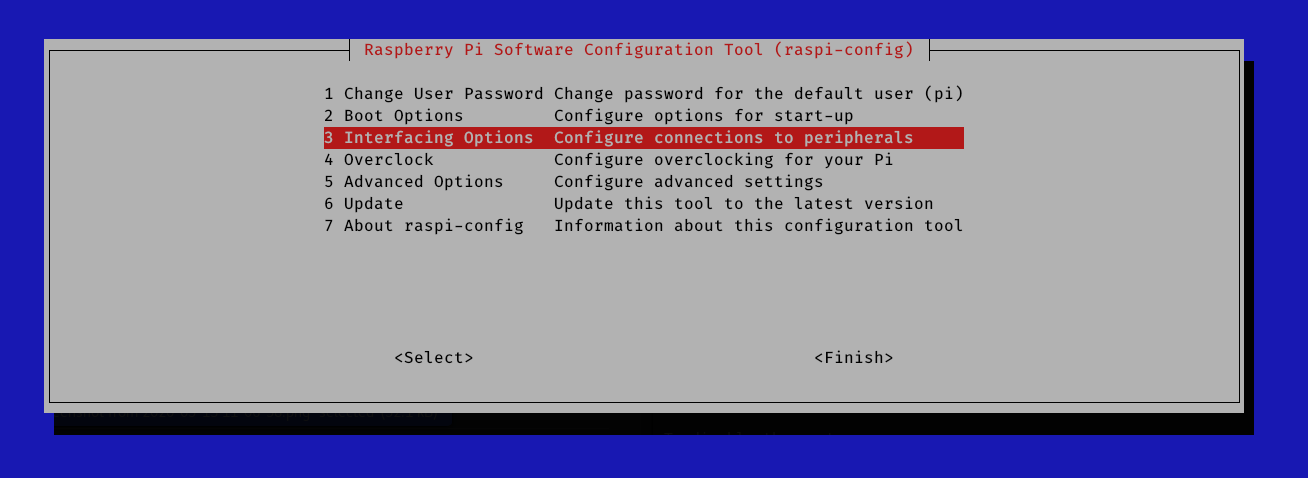 Raspberry Pi Software Configuration Tool (raspi-config)
1 Change User Password Change password for the default user (pi)
2 Boot Options Configure options for start-up
3 Interfacing Options Configure connections to peripherals
4 Overclock Configure overclocking for your Pi
5 Advanced Options Configure advanced settings
6 Update Update this tool to the latest version
7 About raspi-config Information about this configuration tool
<Select> <Finish>